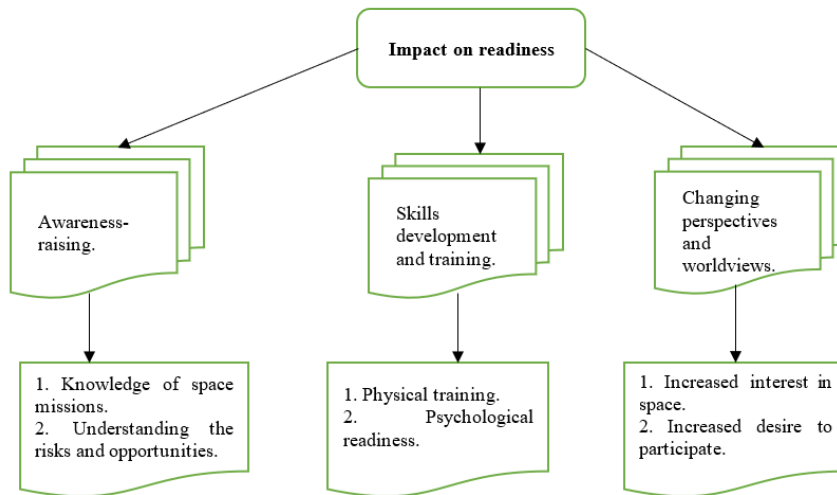 Impact on readiness
Awareness-
raising.
Skills
development
and training.
Changing
perspectives
and
worldviews.
1. Knowledge of space
missions.
2. Understanding the
risks and opportunities.
1. Physical training.
2. Psychological
readiness.
1. Increased interest in
space.
2. Increased desire to
participate.